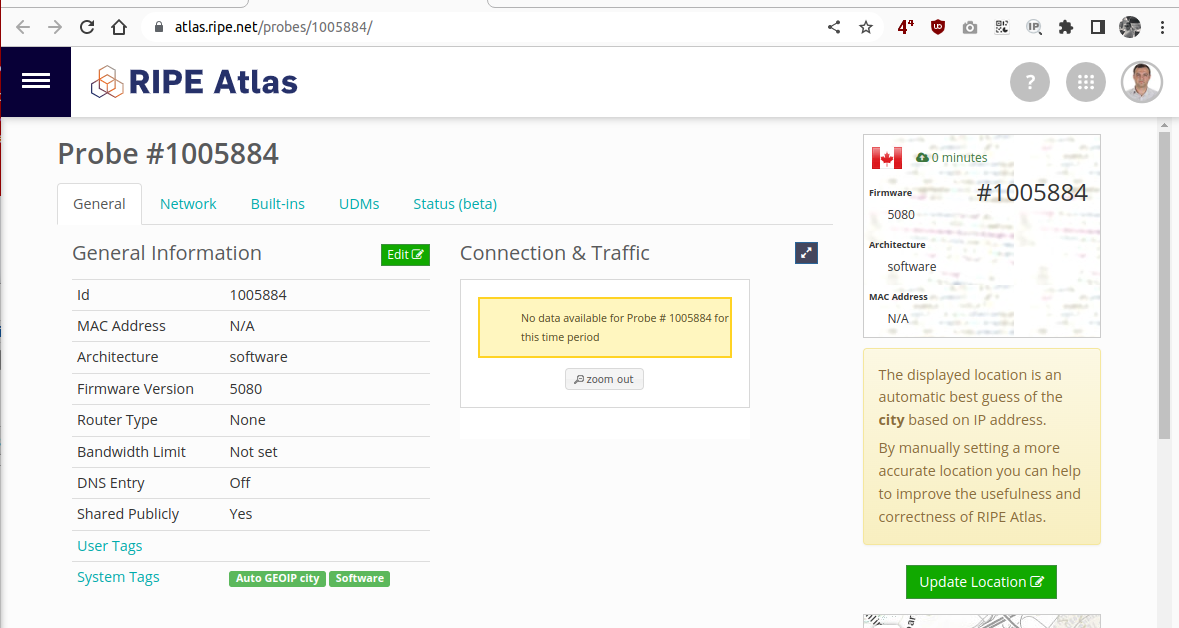 atlas.ripe.net/probes/1005884/
4⁴
UD
IP
RIPE Atlas
?
Probe #1005884
General
Network
Built-ins
UDMs
Status (beta)
General Information
Edit
Id 1005884
MAC Address N/A
Architecture software
Firmware Version 5080
Router Type None
Bandwidth Limit Not set
DNS Entry Off
Shared Publicly Yes
User Tags
System Tags Auto GEOIP city Software
Connection & Traffic
No data available for Probe # 1005884 for
this time period
zoom out
0 minutes
#1005884
Firmware
5080
Architecture
software
MAC Address
N/A
The displayed location is an
automatic best guess of the
city based on IP address.
By manually setting a more
accurate location you can help
to improve the usefulness and
correctness of RIPE Atlas.
Update Location